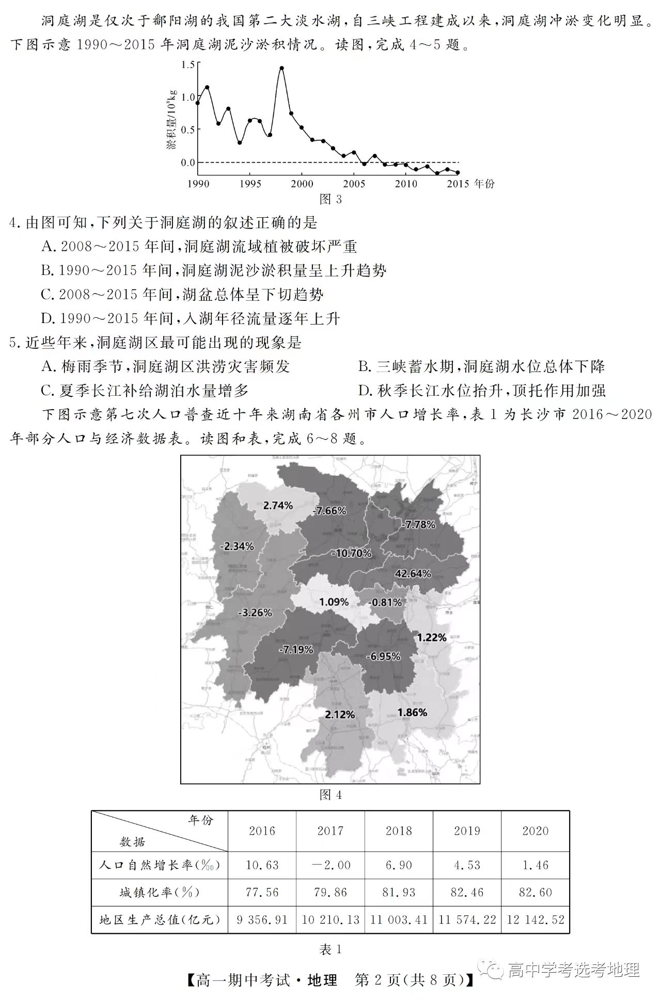 洞庭湖是仅次于鄱阳湖的我国第二大淡水湖,自三峡工程建成以来,洞庭湖冲淤变化明显。
下图示意 1990～2015 年洞庭湖泥沙淤积情况。读图,完成 4～5 题。
1.5
1.0
0.5
0.0
淤积量/10⁸kg
1990 1995 2000 2005 2010 2015 年份
图 3
4. 由图可知,下列关于洞庭湖的叙述正确的是
A. 2008～2015 年间,洞庭湖流域植被破坏严重
B. 1990～2015 年间,洞庭湖泥沙淤积量呈上升趋势
C. 2008～2015 年间,湖盆总体呈下切趋势
D. 1990～2015 年间,入湖年径流量逐年上升
5. 近些年来,洞庭湖区最可能出现的现象是
A. 梅雨季节,洞庭湖区洪涝灾害频发 B. 三峡蓄水期,洞庭湖水位总体下降
C. 夏季长江补给湖泊水量增多 D. 秋季长江水位抬升,顶托作用加强
下图示意第七次人口普查近十年来湖南省各州市人口增长率,表 1 为长沙市 2016～2020
年部分人口与经济数据表。读图和表,完成 6～8 题。
2.74%
-7.66%
-7.78%
-2.34%
-10.70%
42.64%
1.09%
-0.81%
-3.26%
1.22%
-7.19%
-6.95%
2.12%
1.86%
图 4
年份
数据
2016 2017 2018 2019 2020
人口自然增长率(‰) 10.63 －2.00 6.90 4.53 1.46
城镇化率(%) 77.56 79.86 81.93 82.46 82.60
地区生产总值(亿元) 9 356.91 10 210.13 11 003.41 11 574.22 12 142.52
表 1
【高一期中考试·地理 第 2 页(共 8 页)】
高中学考选考地理